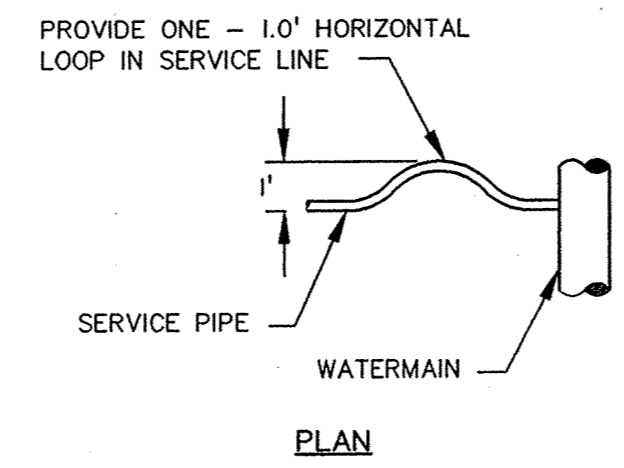 PROVIDE ONE – 1.0' HORIZONTAL
LOOP IN SERVICE LINE
1'
SERVICE PIPE
WATERMAIN
PLAN